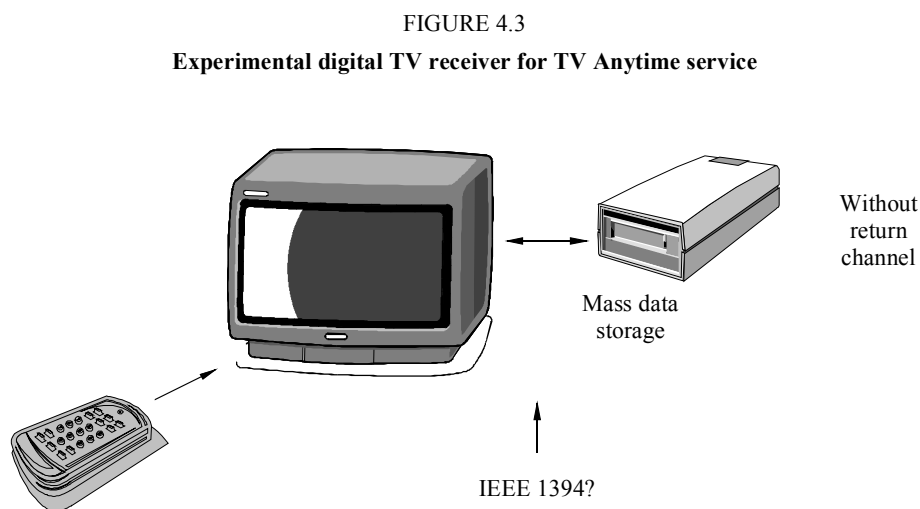 FIGURE 4.3
Experimental digital TV receiver for TV Anytime service
Without
return
channel
Mass data
storage
IEEE 1394?